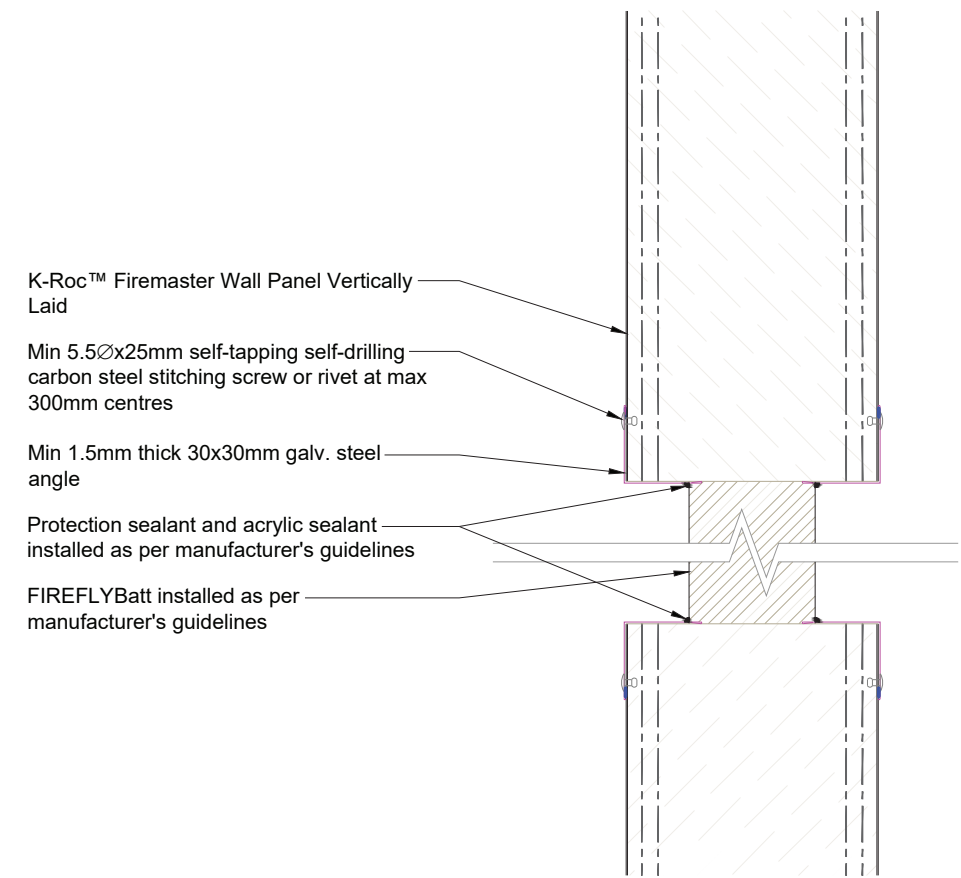 K-Roc™ Firemaster Wall Panel Vertically
Laid
Min 5.5∅x25mm self-tapping self-drilling
carbon steel stitching screw or rivet at max
300mm centres
Min 1.5mm thick 30x30mm galv. steel
angle
Protection sealant and acrylic sealant
installed as per manufacturer's guidelines
FIREFLYBatt installed as per
manufacturer's guidelines